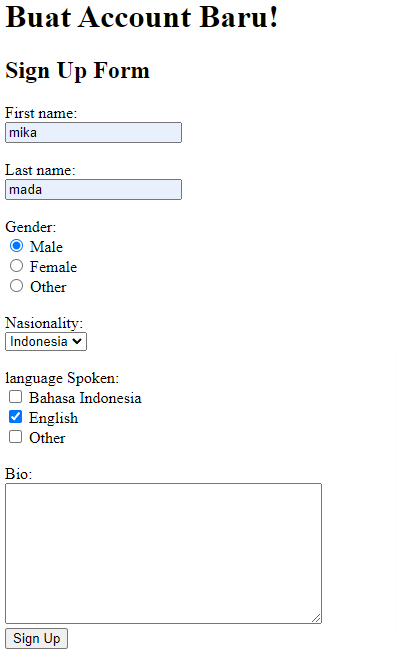 Buat Account Baru!
Sign Up Form
First name:
mika
Last name:
mada
Gender:
Male
Female
Other
Nasionality:
Indonesia
language Spoken:
Bahasa Indonesia
English
Other
Bio:
Sign Up